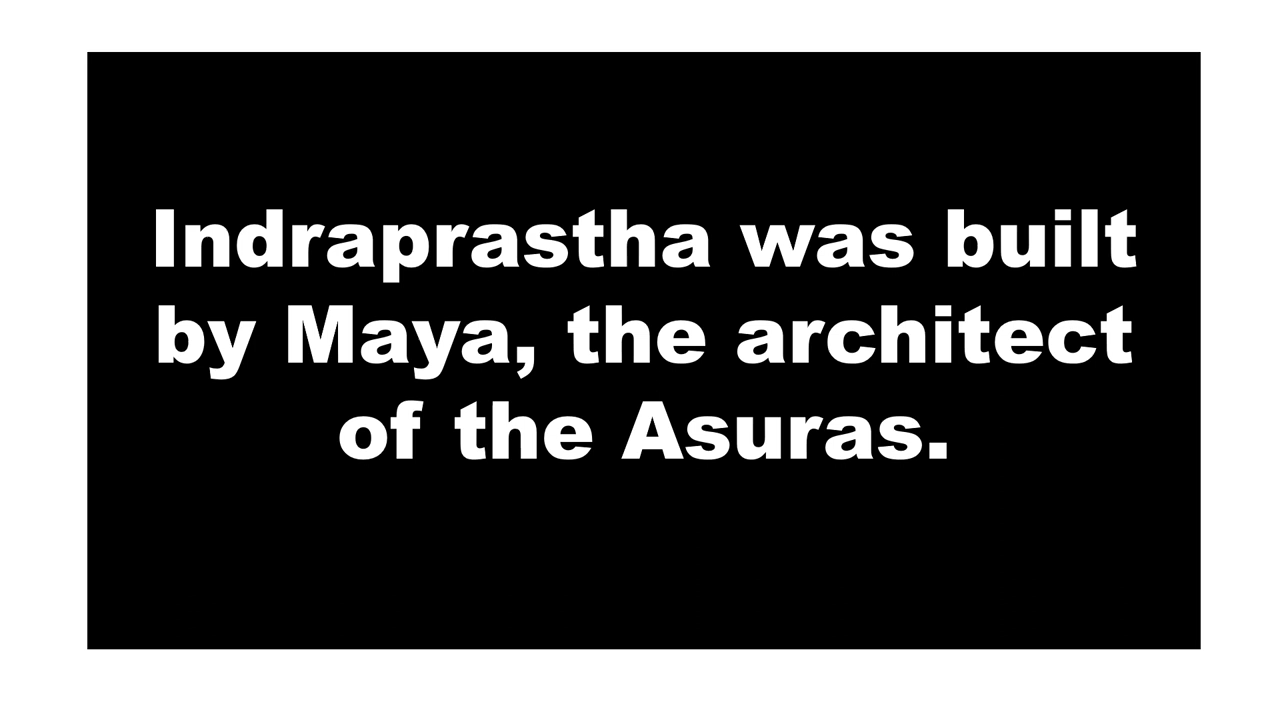 Indraprastha was built
by Maya, the architect
of the Asuras.